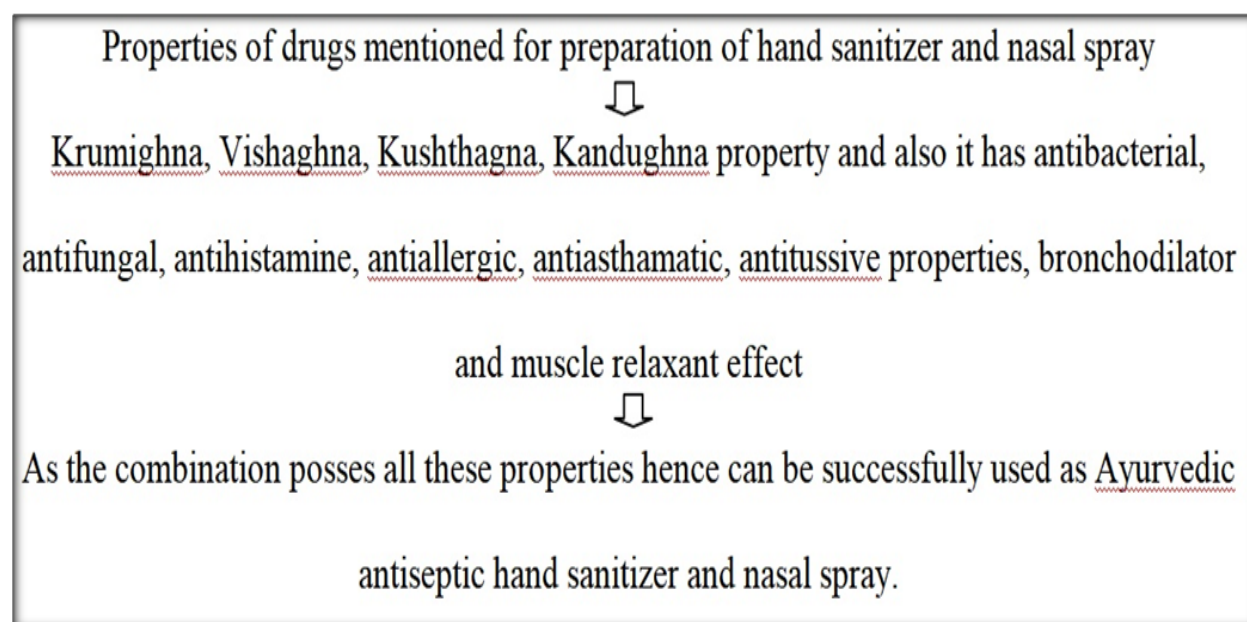 Properties of drugs mentioned for preparation of hand sanitizer and nasal spray
Krumighna, Vishaghna, Kushthagna, Kandughna property and also it has antibacterial,
antifungal, antihistamine, antiallergic, antiasthamatic, antitussive properties, bronchodilator
and muscle relaxant effect
As the combination posses all these properties hence can be successfully used as Ayurvedic
antiseptic hand sanitizer and nasal spray.